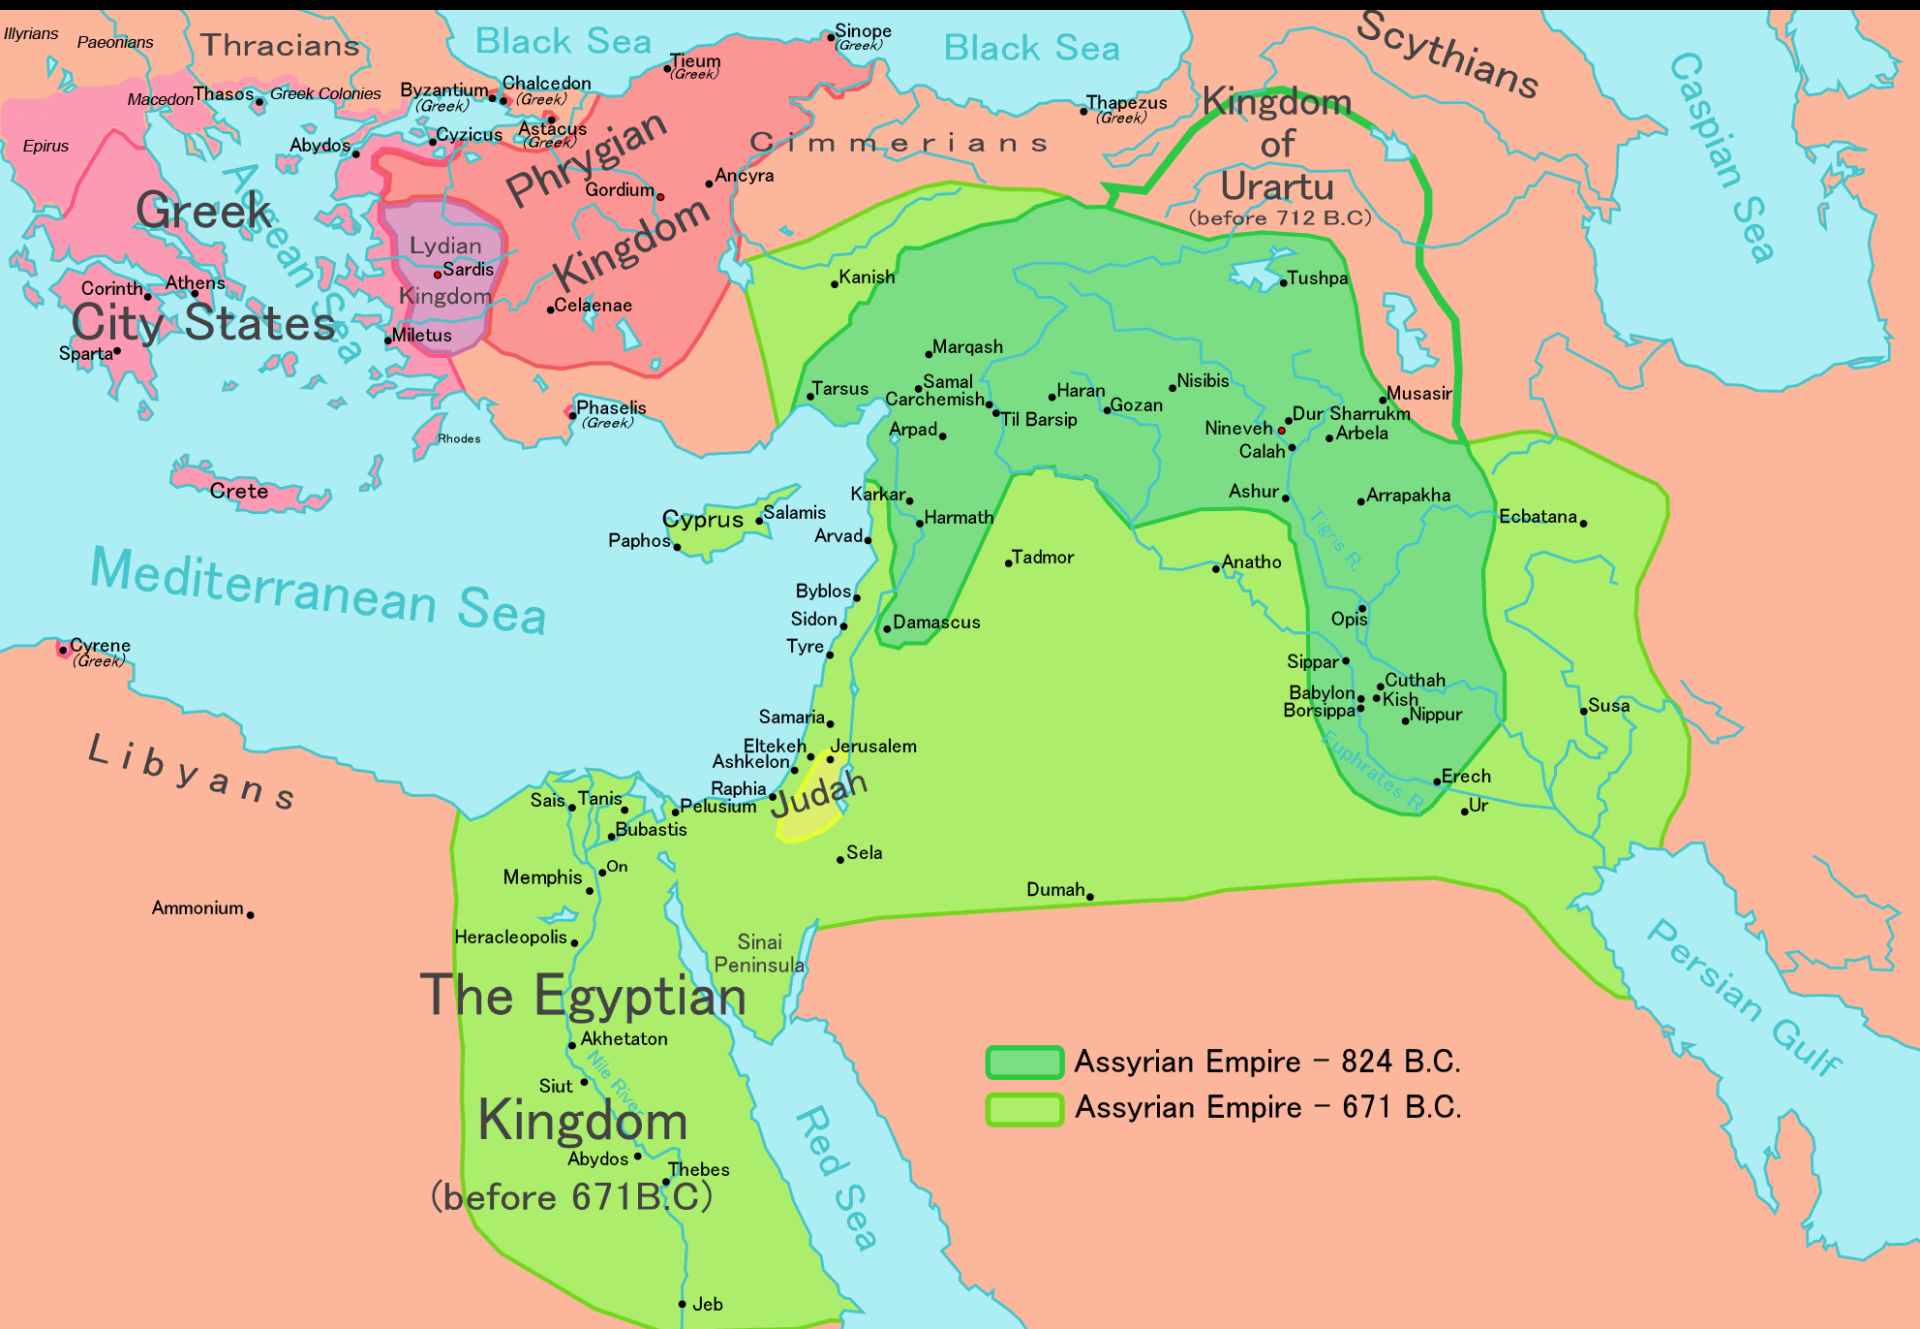 Illyrians
Paeonians
Thracians
Black Sea
Black Sea
Sinope
(Greek)
Tieum
(Greek)
Scythians
Caspian Sea
Macedon
Thasos
Greek Colonies
Byzantium
(Greek)
Chalcedon
(Greek)
Astacus
(Greek)
Cyzicus
Abydos
Epirus
Thapezus
(Greek)
Cimmerians
Kingdom
of
Urartu
(before 712 B.C)
Phrygian
Kingdom
Gordium
Ancyra
Greek
City States
Aegean Sea
Lydian
Kingdom
Sardis
Corinth
Athens
Sparta
Miletus
Celaenae
Kanish
Tushpa
Marqash
Tarsus
Samal
Carchemish
Til Barsip
Haran
Gozan
Nisibis
Musasir
Dur Sharrukm
Nineveh
Arbela
Calah
Arpad
Phaselis
(Greek)
Rhodes
Crete
Cyprus
Salamis
Paphos
Karkar
Harmath
Arvad
Ashur
Arrapakha
Ecbatana
Tigris R.
Tadmor
Anatho
Mediterranean Sea
Byblos
Sidon
Tyre
Damascus
Opis
Cyrene
(Greek)
Sippar
Cuthah
Babylon
Kish
Borsippa
Nippur
Susa
Euphrates R.
Samaria
Eltekeh
Jerusalem
Ashkelon
Raphia
Judah
Erech
Ur
Libyans
Sais
Tanis
Pelusium
Bubastis
Sela
On
Memphis
Dumah
Ammonium
Heracleopolis
Sinai
Peninsula
Persian Gulf
The Egyptian
Kingdom
(before 671B.C)
Akhetaton
Nile River
Siut
Abydos
Thebes
Jeb
Red Sea
Assyrian Empire – 824 B.C.
Assyrian Empire – 671 B.C.